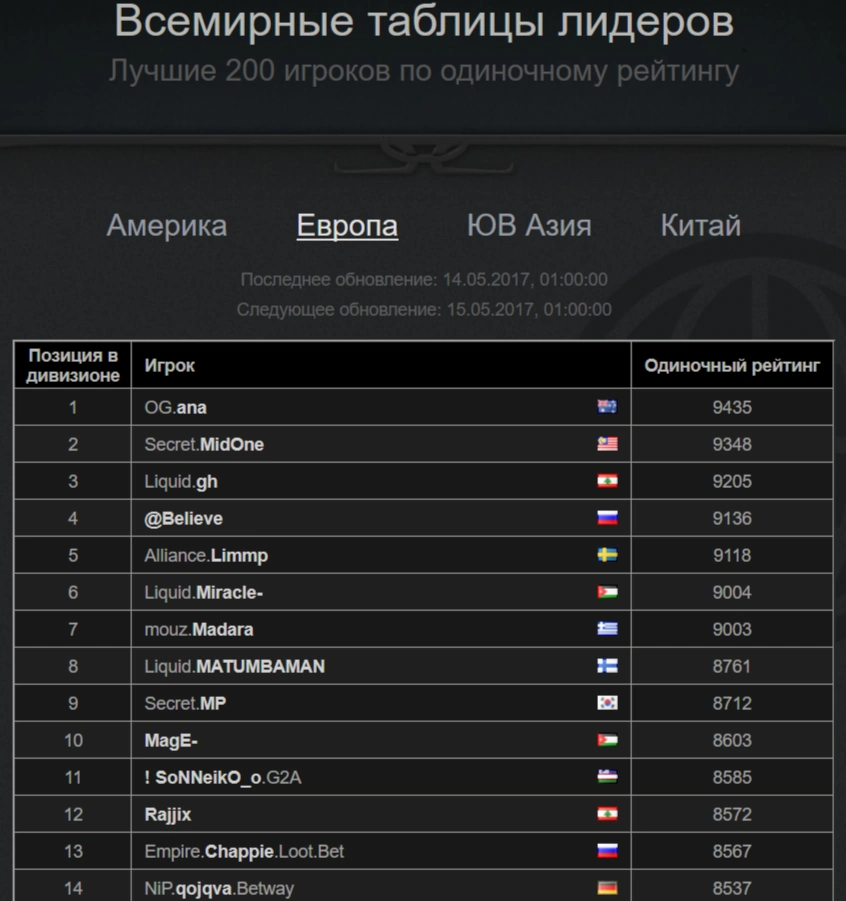 Всемирные таблицы лидеров
Лучшие 200 игроков по одиночному рейтингу
Америка Европа ЮВ Азия Китай
Последнее обновление: 14.05.2017, 01:00:00
Следующее обновление: 15.05.2017, 01:00:00
Позиция в дивизионе Игрок Одиночный рейтинг
1 OG.ana 9435
2 Secret.MidOne 9348
3 Liquid.gh 9205
4 @Believe 9136
5 Alliance.Limmp 9118
6 Liquid.Miracle- 9004
7 mouz.Madara 9003
8 Liquid.MATUMBAMAN 8761
9 Secret.MP 8712
10 MagE- 8603
11 ! SoNNeikO_o.G2A 8585
12 Rajjix 8572
13 Empire.Chappie.Loot.Bet 8567
14 NiP.qojqva.Betway 8537